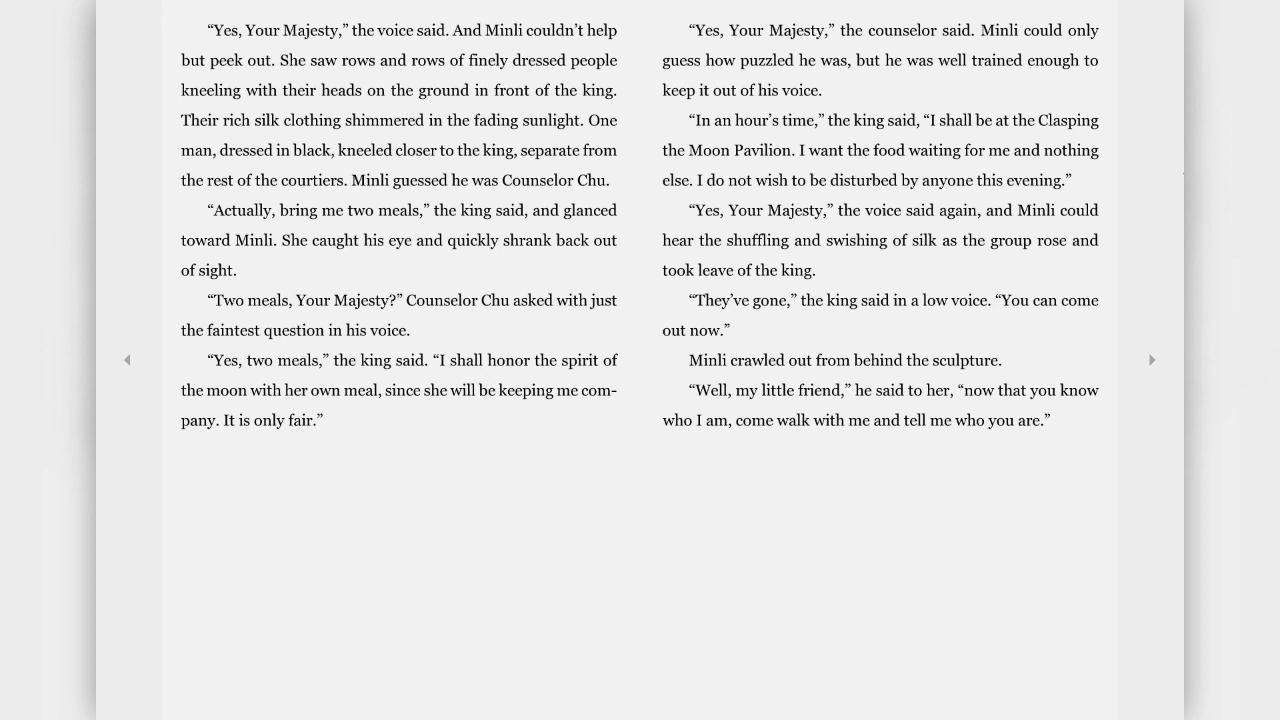 “Yes, Your Majesty,” the voice said. And Minli couldn’t help
but peek out. She saw rows and rows of finely dressed people
kneeling with their heads on the ground in front of the king.
Their rich silk clothing shimmered in the fading sunlight. One
man, dressed in black, kneeled closer to the king, separate from
the rest of the courtiers. Minli guessed he was Counselor Chu.
“Actually, bring me two meals,” the king said, and glanced
toward Minli. She caught his eye and quickly shrank back out
of sight.
“Two meals, Your Majesty?” Counselor Chu asked with just
the faintest question in his voice.
“Yes, two meals,” the king said. “I shall honor the spirit of
the moon with her own meal, since she will be keeping me com-
pany. It is only fair.”
“Yes, Your Majesty,” the counselor said. Minli could only
guess how puzzled he was, but he was well trained enough to
keep it out of his voice.
“In an hour’s time,” the king said, “I shall be at the Clasping
the Moon Pavilion. I want the food waiting for me and nothing
else. I do not wish to be disturbed by anyone this evening.”
“Yes, Your Majesty,” the voice said again, and Minli could
hear the shuffling and swishing of silk as the group rose and
took leave of the king.
“They’ve gone,” the king said in a low voice. “You can come
out now.”
Minli crawled out from behind the sculpture.
“Well, my little friend,” he said to her, “now that you know
who I am, come walk with me and tell me who you are.”